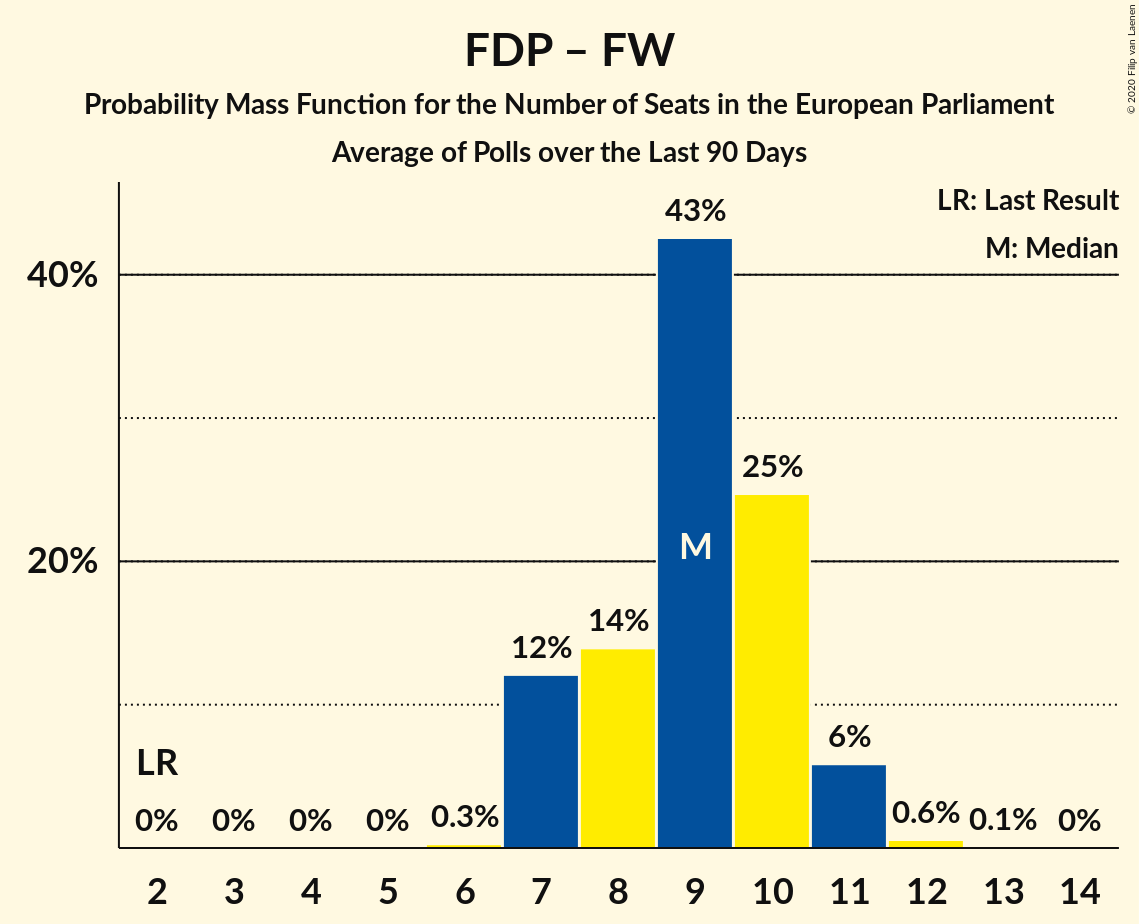 FDP – FW
Probability Mass Function for the Number of Seats in the European Parliament
Average of Polls over the Last 90 Days
© 2020 Filip van Laenen
LR: Last Result
M: Median
40%
20%
43%
25%
M
14%
12%
6%
LR
0% 0% 0% 0% 0.3% 0.6% 0.1% 0%
2 3 4 5 6 7 8 9 10 11 12 13 14